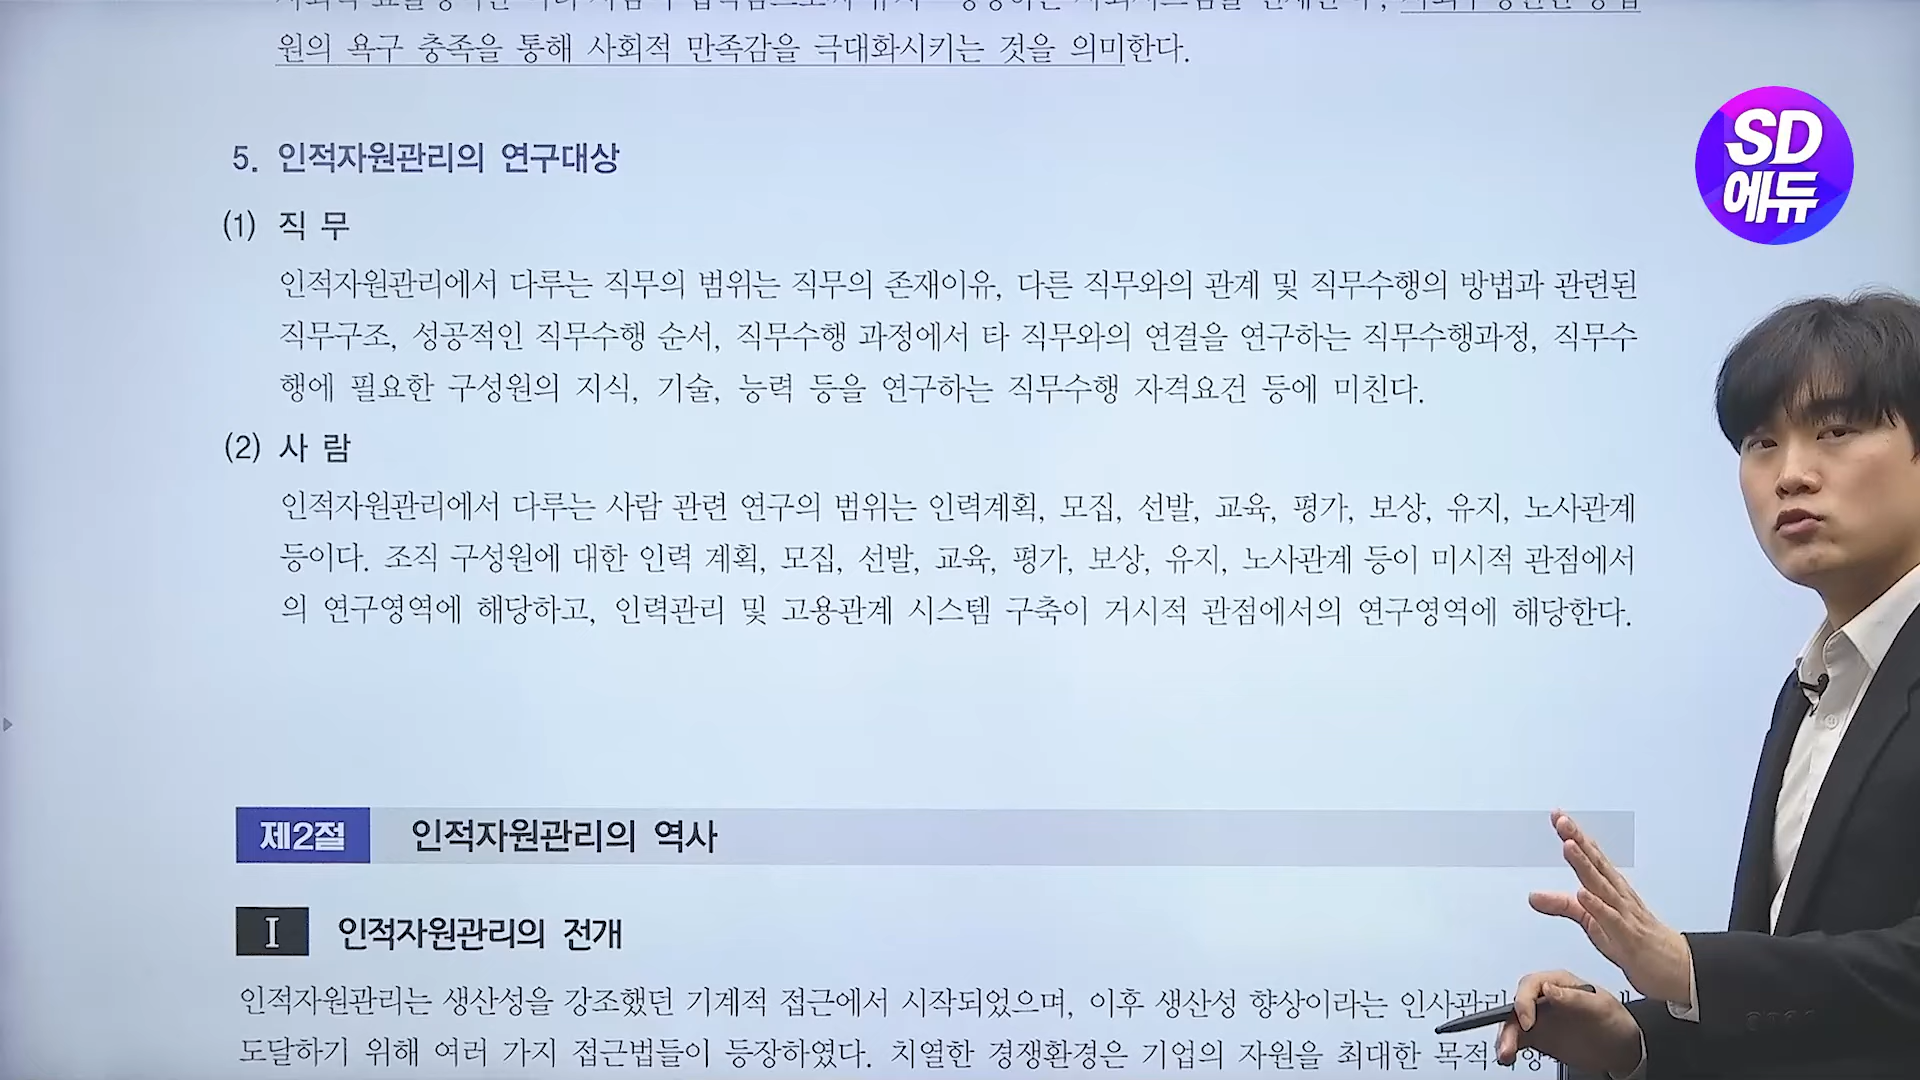 원의 욕구 충족을 통해 사회적 만족감을 극대화시키는 것을 의미한다.
SD
에듀
5. 인적자원관리의 연구대상
(1) 직 무
인적자원관리에서 다루는 직무의 범위는 직무의 존재이유, 다른 직무와의 관계 및 직무수행의 방법과 관련된
직무구조, 성공적인 직무수행 순서, 직무수행 과정에서 타 직무와의 연결을 연구하는 직무수행과정, 직무수
행에 필요한 구성원의 지식, 기술, 능력 등을 연구하는 직무수행 자격요건 등에 미친다.
(2) 사 람
인적자원관리에서 다루는 사람 관련 연구의 범위는 인력계획, 모집, 선발, 교육, 평가, 보상, 유지, 노사관계
등이다. 조직 구성원에 대한 인력 계획, 모집, 선발, 교육, 평가, 보상, 유지, 노사관계 등이 미시적 관점에서
의 연구영역에 해당하고, 인력관리 및 고용관계 시스템 구축이 거시적 관점에서의 연구영역에 해당한다.
제2절 인적자원관리의 역사
I 인적자원관리의 전개
인적자원관리는 생산성을 강조했던 기계적 접근에서 시작되었으며, 이후 생산성 향상이라는 인사관리
도달하기 위해 여러 가지 접근법들이 등장하였다. 치열한 경쟁환경은 기업의 자원을 최대한